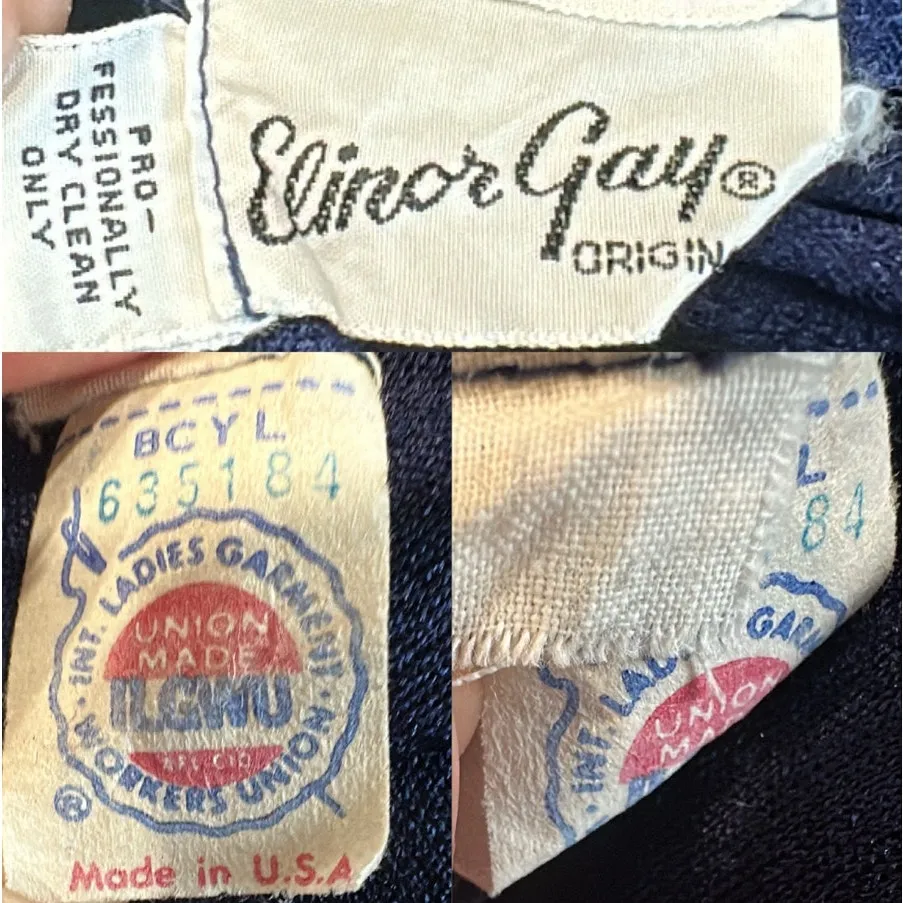 PRO-
FESSIONALLY
DRY CLEAN
ONLY
Elinor Gay®
ORIGIN
BCYL
635184
INT. LADIES GARMENT
WORKERS UNION
UNION
MADE
ILGWU
AFL CIO
®
Made in U.S.A
L
84
INT. LAD
GAR
UNION
MA